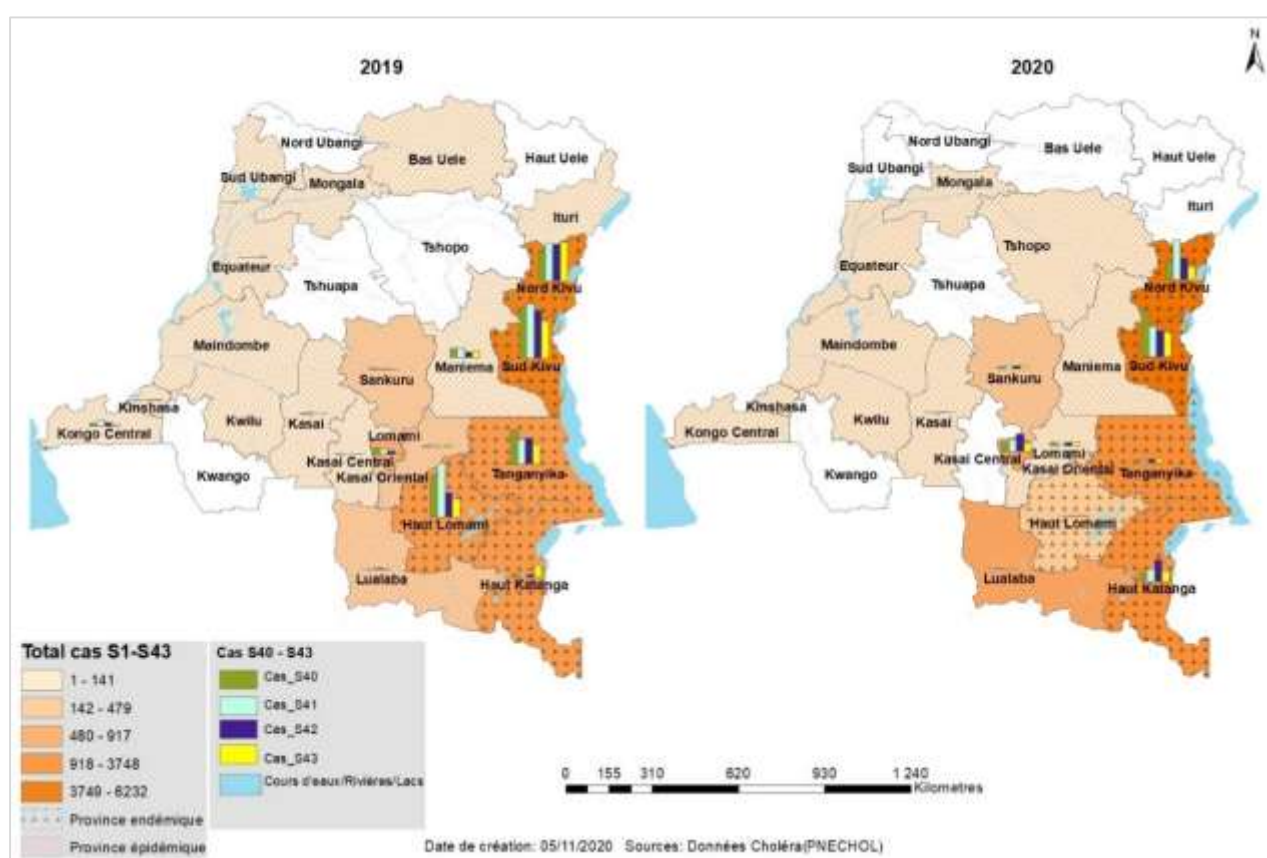 N
2019
2020
Nord Ubangi
Bas Uele
Haut Uele
Sud Ubangi
Mongala
Ituri
Tshopo
Equateur
Tshuapa
Nord Kivu
Maindombe
Maniema
Sud Kivu
Sankuru
Kinshasa
Kwilu
Kasai
Lomami
Kongo Central
Kasai Central
Kasai Oriental
Tanganyika
Kwango
Haut Lomami
Lualaba
Haut Katanga
Nord Ubangi
Bas Uele
Haut Uele
Sud Ubangi
Mongala
Ituri
Tshopo
Equateur
Tshuapa
Nord Kivu
Maindombe
Maniema
Sud Kivu
Sankuru
Kinshasa
Kwilu
Kasai
Kongo Central
Lomami
Kasai Central
Kasai Oriental
Tanganyika
Kwango
Haut Lomami
Lualaba
Haut Katanga
Total cas S1-S43
1 - 141
142 - 479
480 - 917
918 - 3748
3749 - 6232
Province endémique
Province épidémique
Cas S40 - S43
Cas_S40
Cas_S41
Cas_S42
Cas_S43
Cours d'eaux/Rivières/Lacs
0 155 310 620 930 1 240
Kilometres
Date de création: 05/11/2020 Sources: Données Choléra(PNECHOL)